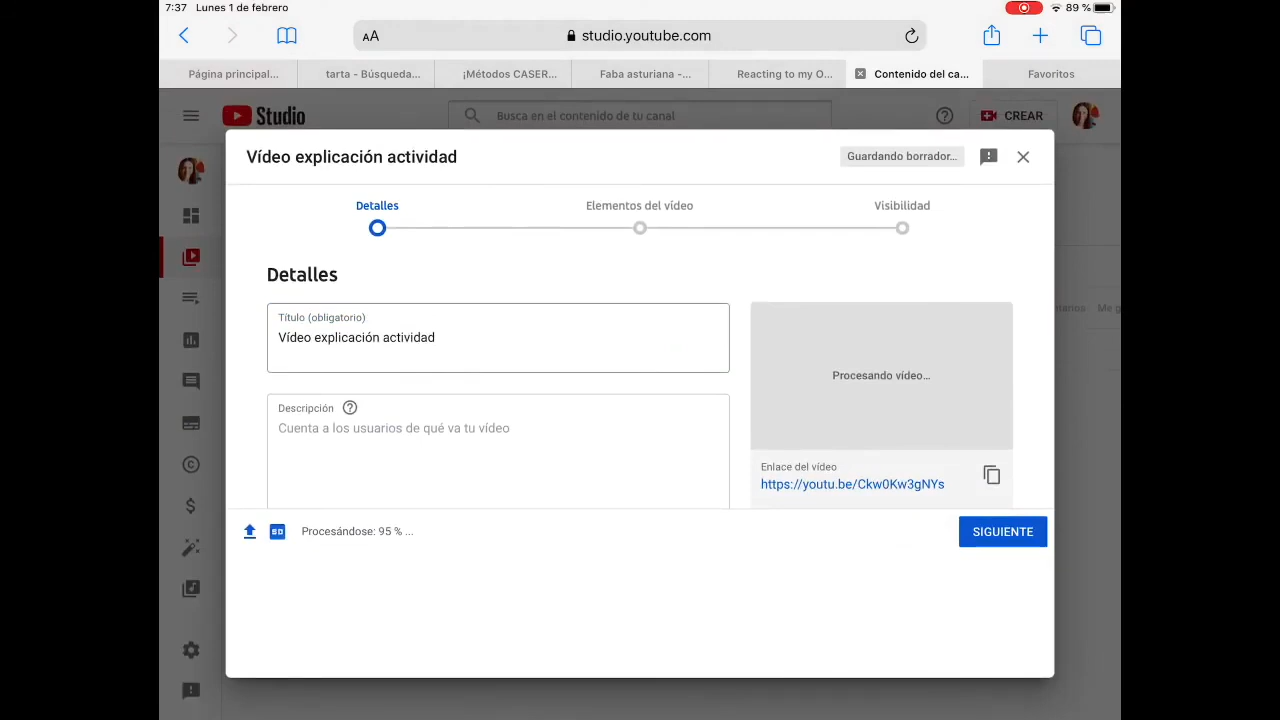 7:37 Lunes 1 de febrero 89 %
AA studio.youtube.com
Página principal... tarta - Búsqueda... ¡Métodos CASER... Faba asturiana -... Reacting to my O... Contenido del ca... Favoritos
Studio Busca en el contenido de tu canal CREAR
Vídeo explicación actividad Guardando borrador...
Detalles Elementos del vídeo Visibilidad
Detalles
Título (obligatorio)
Vídeo explicación actividad
Procesando vídeo...
Descripción
Cuenta a los usuarios de qué va tu vídeo
Enlace del vídeo
https://youtu.be/Ckw0Kw3gNYs
SD Procesándose: 95 % ... SIGUIENTE